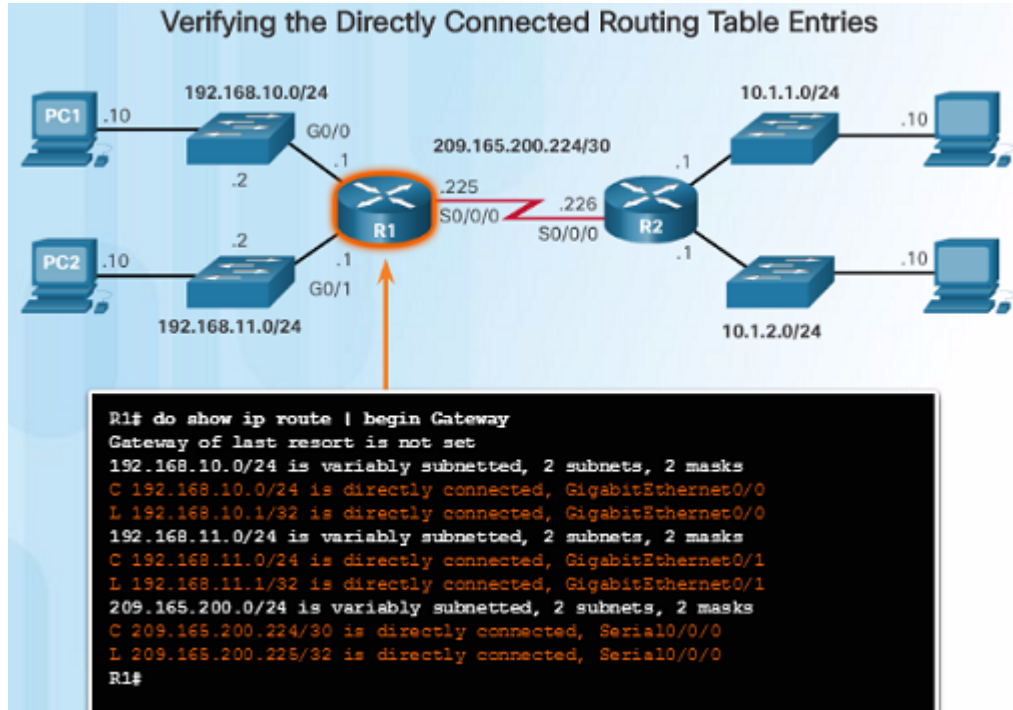 Verifying the Directly Connected Routing Table Entries
192.168.10.0/24
10.1.1.0/24
PC1
.10
G0/0
.10
209.165.200.224/30
.1
.1
.2
.225
.226
S0/0/0
R1
S0/0/0
R2
.2
.1
.1
PC2
.10
.10
G0/1
192.168.11.0/24
10.1.2.0/24
R1# do show ip route | begin Gateway
Gateway of last resort is not set
192.168.10.0/24 is variably subnetted, 2 subnets, 2 masks
C 192.168.10.0/24 is directly connected, GigabitEthernet0/0
L 192.168.10.1/32 is directly connected, GigabitEthernet0/0
192.168.11.0/24 is variably subnetted, 2 subnets, 2 masks
C 192.168.11.0/24 is directly connected, GigabitEthernet0/1
L 192.168.11.1/32 is directly connected, GigabitEthernet0/1
209.165.200.0/24 is variably subnetted, 2 subnets, 2 masks
C 209.165.200.224/30 is directly connected, Serial0/0/0
L 209.165.200.225/32 is directly connected, Serial0/0/0
R1#